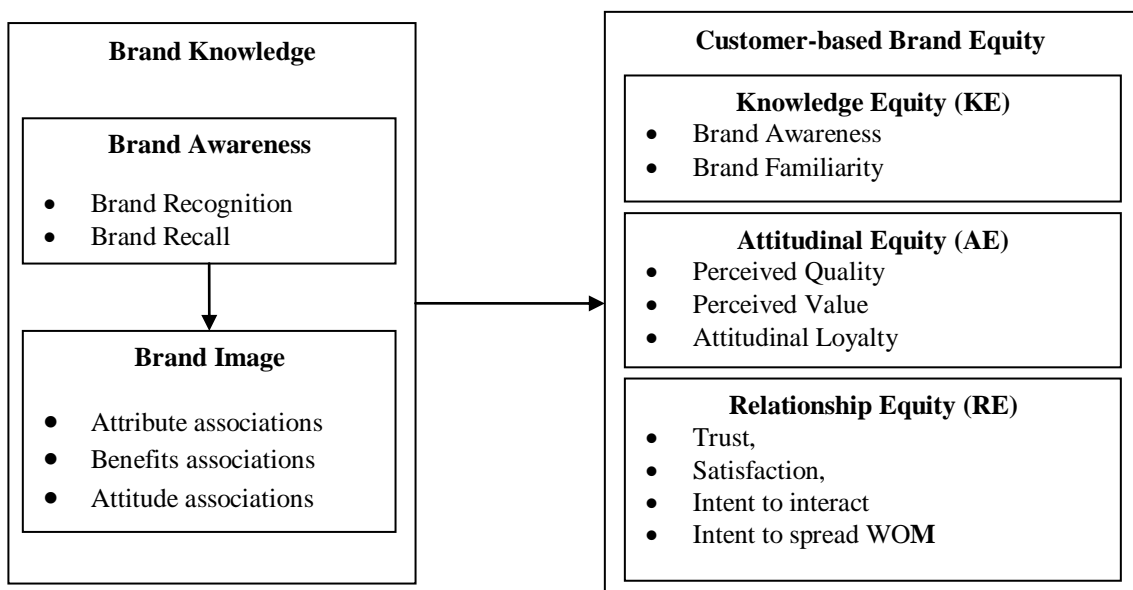 Brand Knowledge
Brand Awareness
• Brand Recognition
• Brand Recall
Brand Image
• Attribute associations
• Benefits associations
• Attitude associations
Customer-based Brand Equity
Knowledge Equity (KE)
• Brand Awareness
• Brand Familiarity
Attitudinal Equity (AE)
• Perceived Quality
• Perceived Value
• Attitudinal Loyalty
Relationship Equity (RE)
• Trust,
• Satisfaction,
• Intent to interact
• Intent to spread WOM